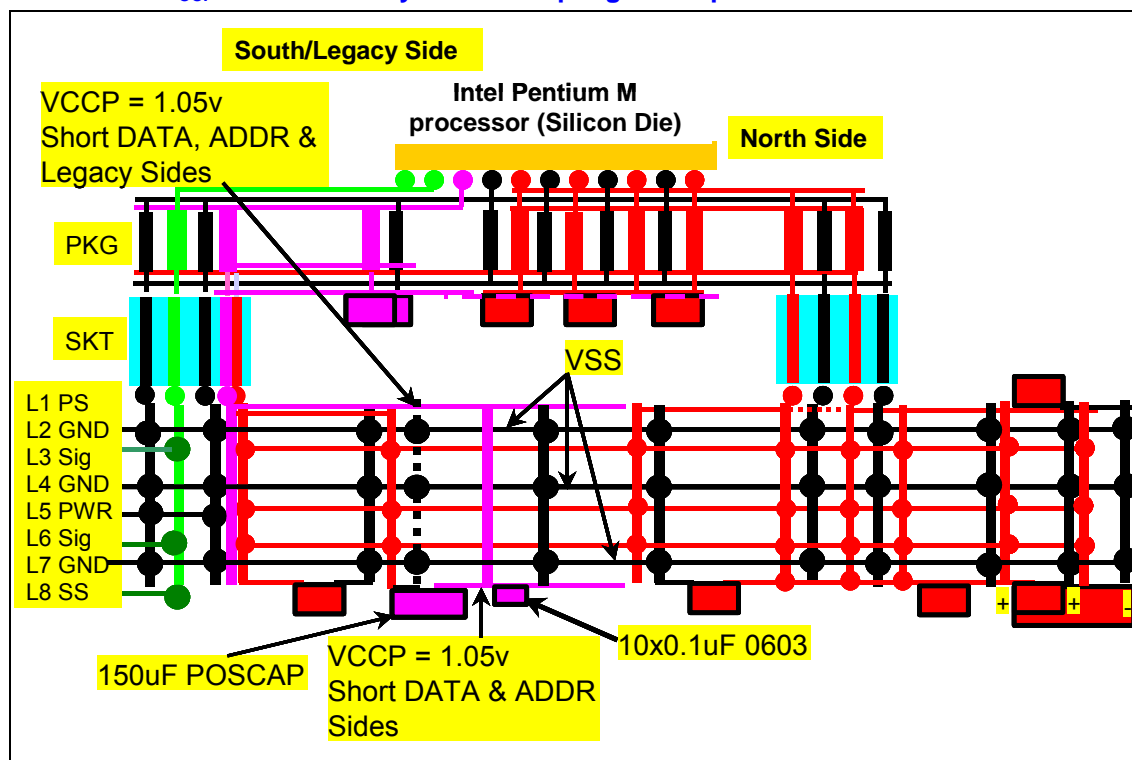 South/Legacy Side
VCCP = 1.05v
Short DATA, ADDR &
Legacy Sides
Intel Pentium M
processor (Silicon Die)
North Side
PKG
SKT
VSS
L1 PS
L2 GND
L3 Sig
L4 GND
L5 PWR
L6 Sig
L7 GND
L8 SS
+
+
-
150uF POSCAP
VCCP = 1.05v
Short DATA & ADDR
Sides
10x0.1uF 0603